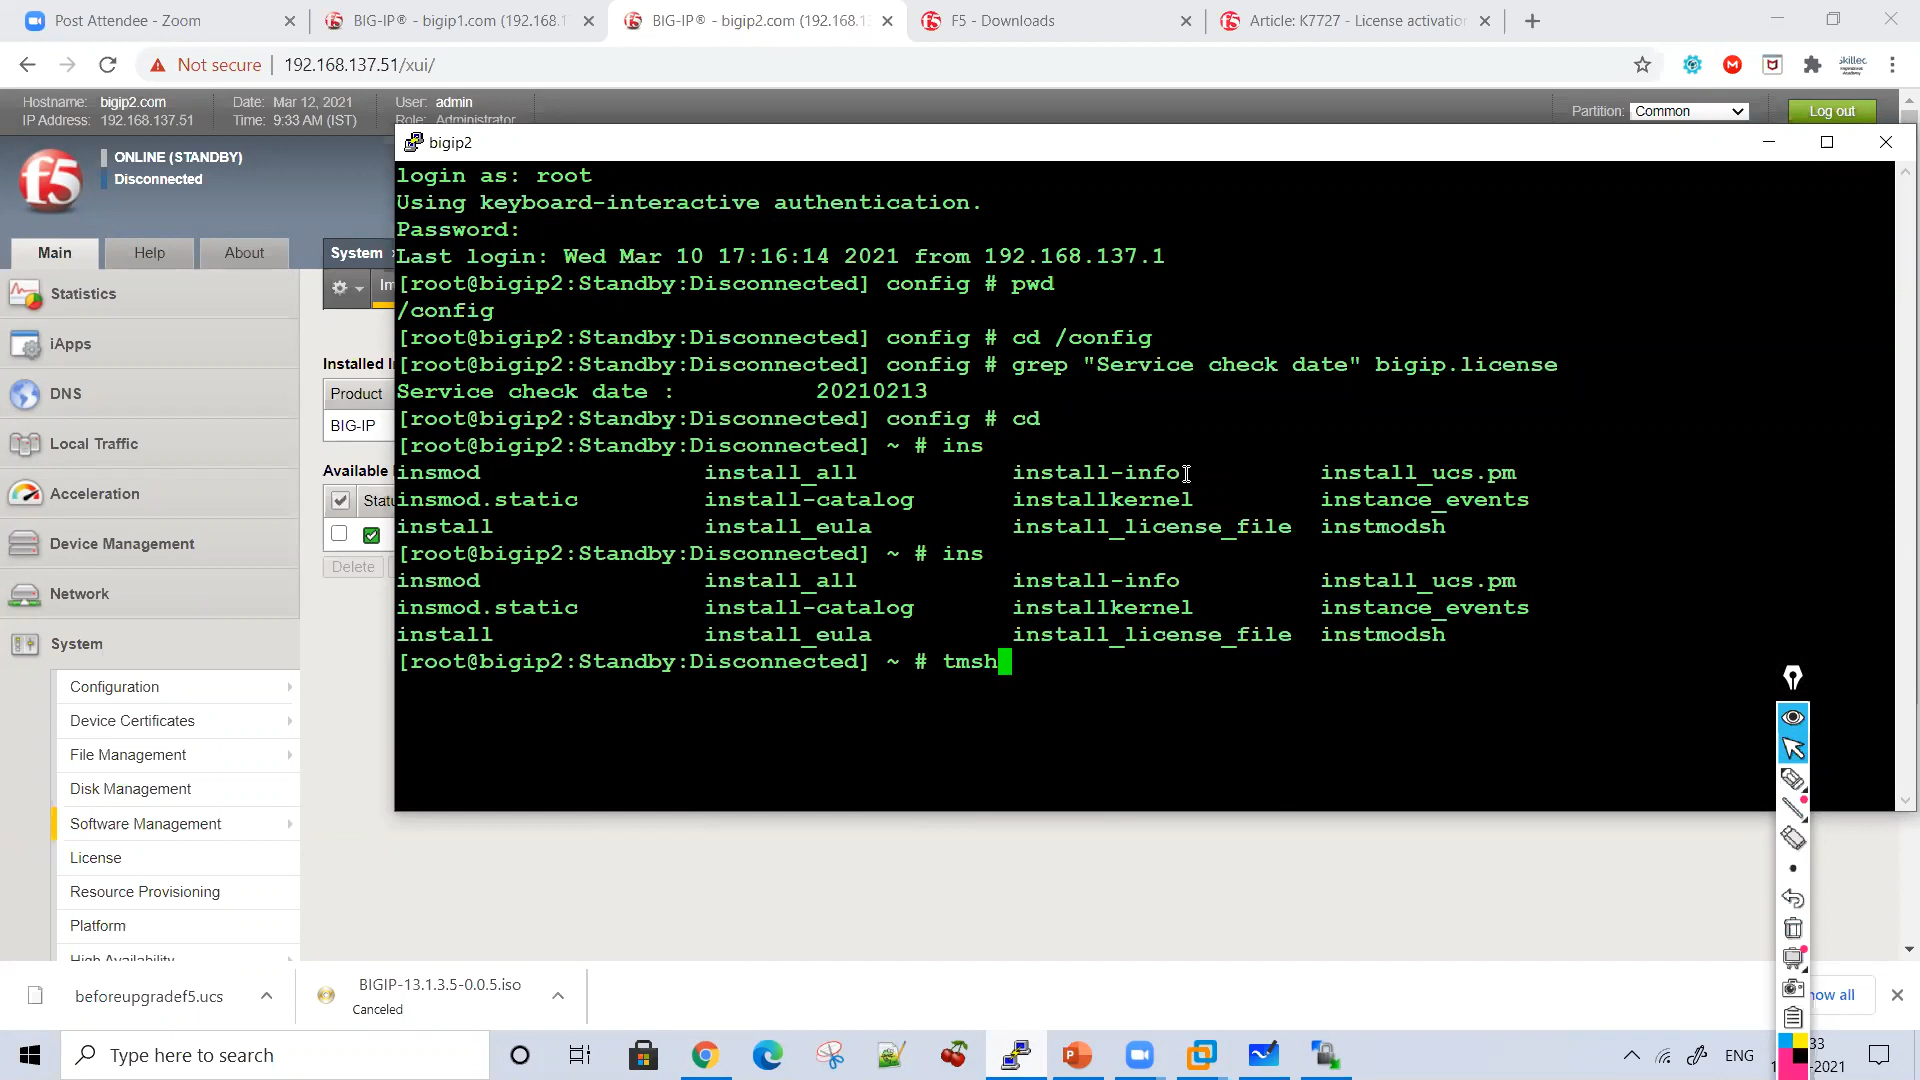 Post Attendee - Zoom
BIG-IP® - bigip1.com (192.168.1
BIG-IP® - bigip2.com (192.168.13
F5 - Downloads
Article: K7727 - License activation
Not secure
192.168.137.51/xui/
Hostname: bigip2.com
IP Address: 192.168.137.51
Date: Mar 12, 2021
Time: 9:33 AM (IST)
User: admin
Role: Administrator
Partition: Common
Log out
f5
ONLINE (STANDBY)
Disconnected
Main
Help
About
Statistics
iApps
DNS
Local Traffic
Acceleration
Device Management
Network
System
Configuration
Device Certificates
File Management
Disk Management
Software Management
License
Resource Provisioning
Platform
High Availability
System
Product
BIG-IP
Available
Delete
bigip2
login as: root
Using keyboard-interactive authentication.
Password:
Last login: Wed Mar 10 17:16:14 2021 from 192.168.137.1
[root@bigip2:Standby:Disconnected] config # pwd
/config
[root@bigip2:Standby:Disconnected] config # cd /config
[root@bigip2:Standby:Disconnected] config # grep "Service check date" bigip.license
Service check date : 20210213
[root@bigip2:Standby:Disconnected] config # cd
[root@bigip2:Standby:Disconnected] ~ # ins
insmod install_all install-info install_ucs.pm
insmod.static install-catalog installkernel instance_events
install install_eula install_license_file instmodsh
[root@bigip2:Standby:Disconnected] ~ # ins
insmod install_all install-info install_ucs.pm
insmod.static install-catalog installkernel instance_events
install install_eula install_license_file instmodsh
[root@bigip2:Standby:Disconnected] ~ # tmsh
beforeupgradef5.ucs
BIGIP-13.1.3.5-0.0.5.iso
Canceled
Type here to search
ENG